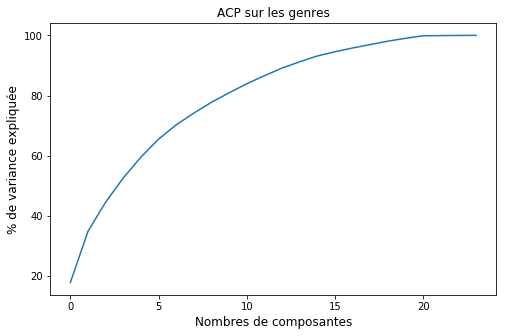 ACP sur les genres
% de variance expliquée
100
80
60
40
20
0 5 10 15 20
Nombres de composantes